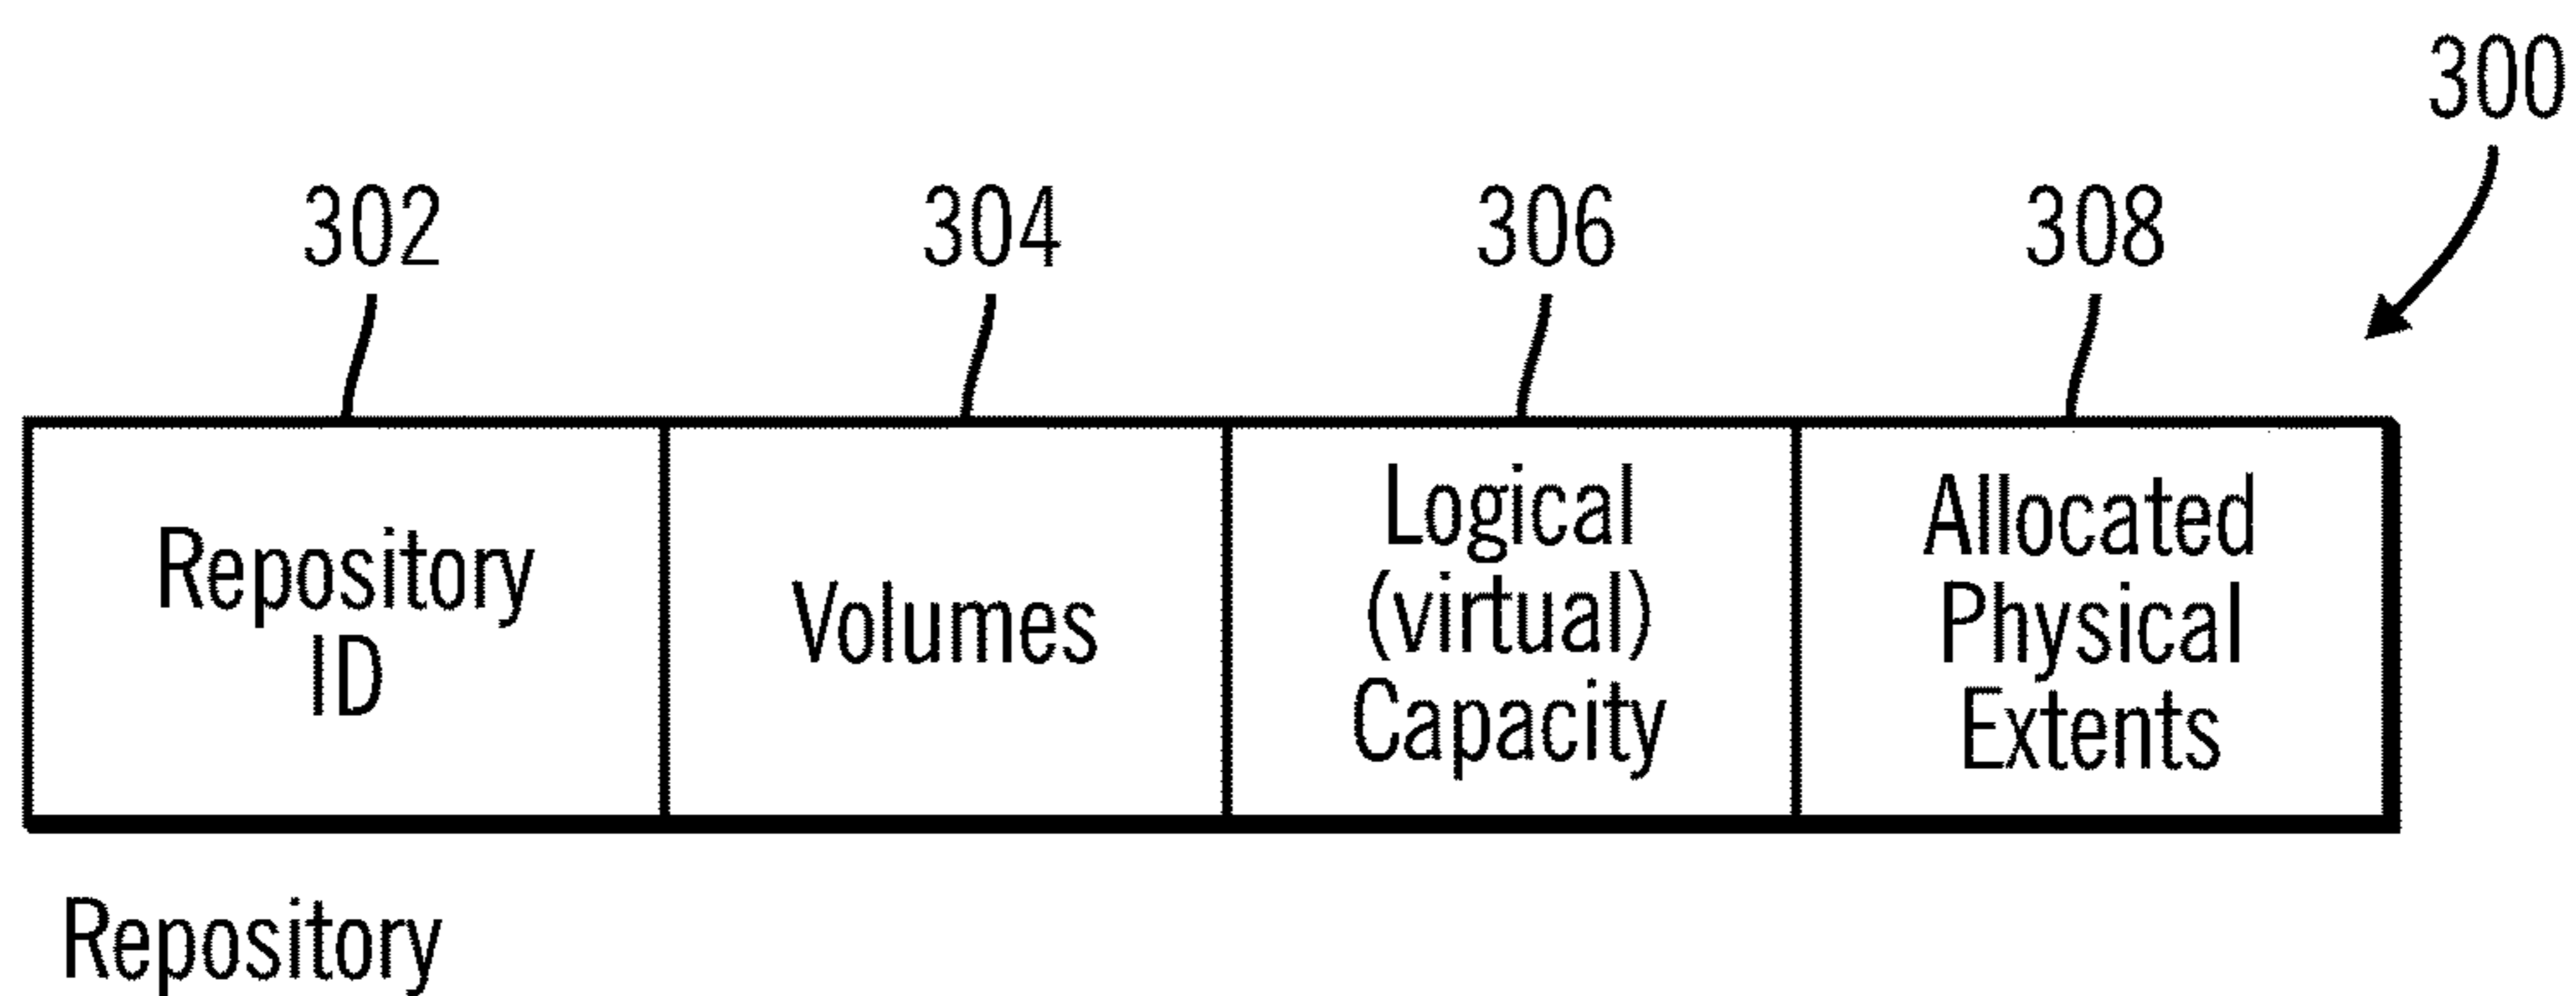 300
302
304
306
308
Repository
ID
Volumes
Logical
(virtual)
Capacity
Allocated
Physical
Extents
Repository